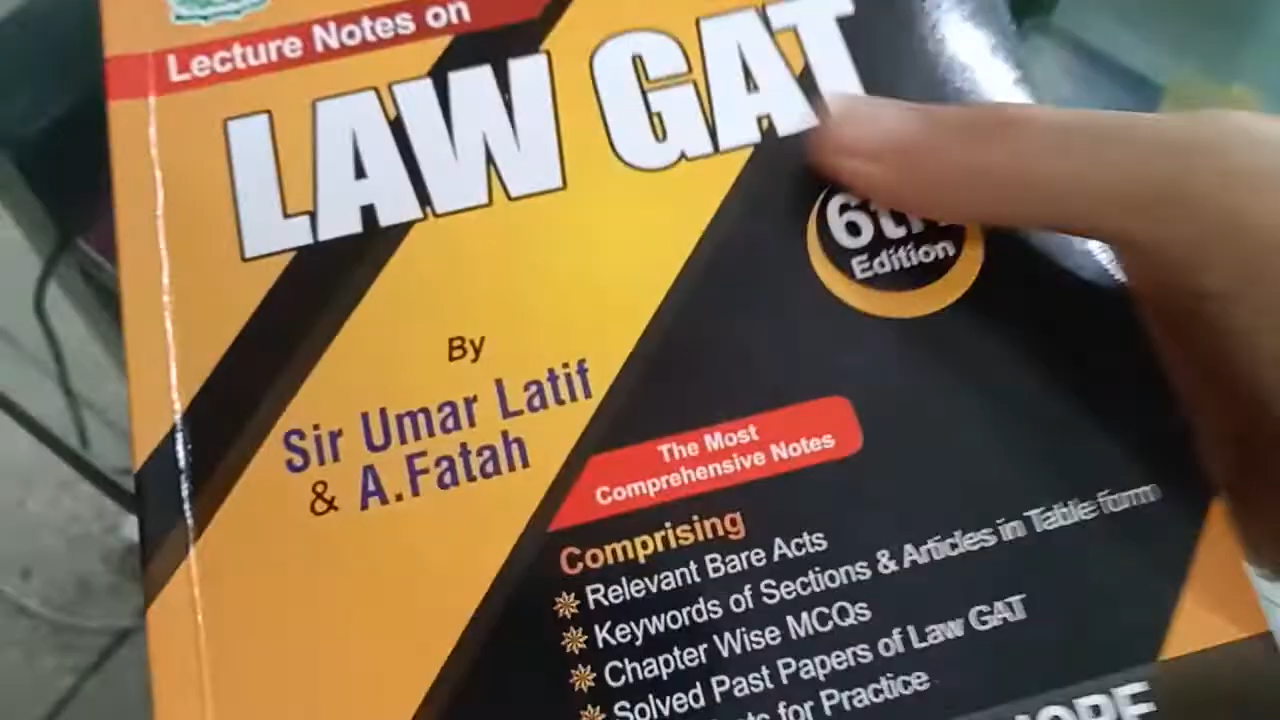 Lecture Notes on
LAW GAT
6th
Edition
By
Sir Umar Latif
& A.Fatah
The Most
Comprehensive Notes
Comprising
Relevant Bare Acts
Keywords of Sections & Articles in Table form
Chapter Wise MCQs
Solved Past Papers of Law GAT
for Practice